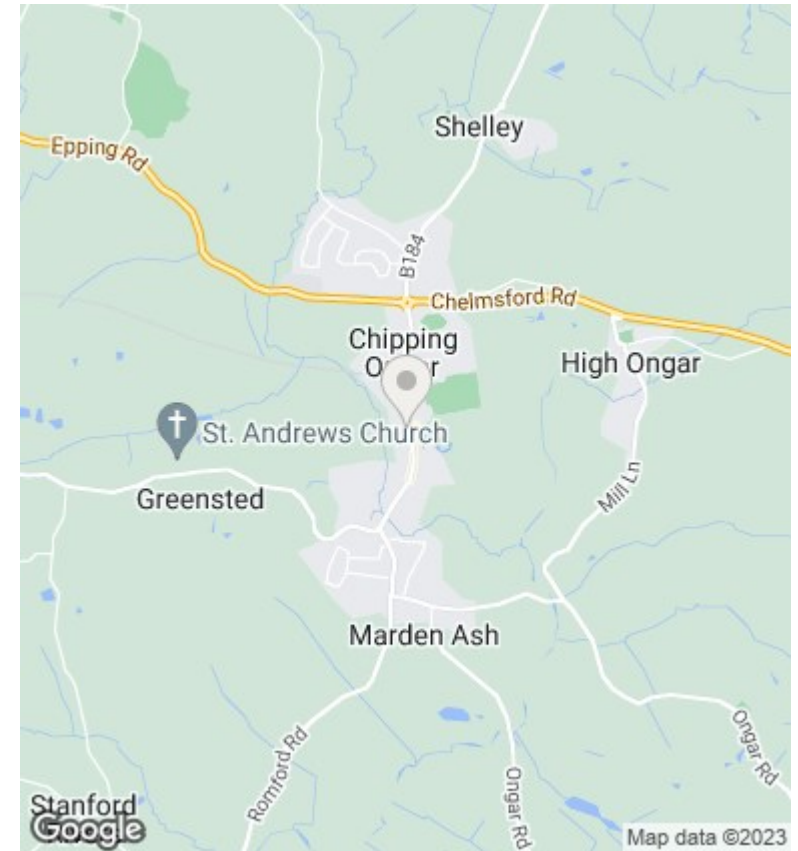 Shelley
Epping Rd
B184
Chelmsford Rd
Chipping
High Ongar
St. Andrews Church
Greensted
Mill Ln
Marden Ash
Romford Rd
Ongar Rd
Ongar Rd
Stanford
Google
Map data ©2023